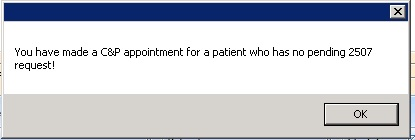 You have made a C&P appointment for a patient who has no pending 2507
request!
OK